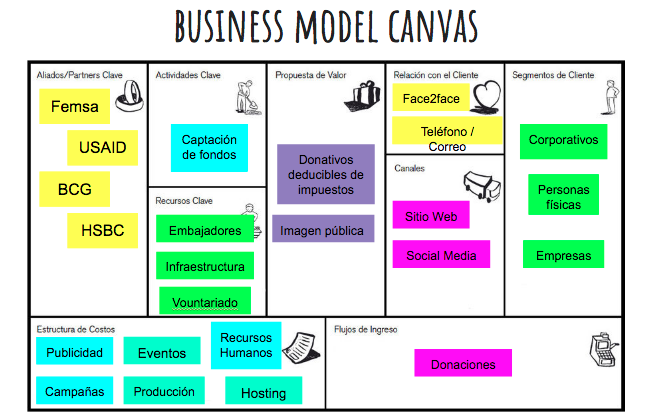 BUSINESS MODEL CANVAS
Aliados/Partners Clave
Femsa
USAID
BCG
HSBC
Actividades Clave
Captación
de fondos
Recursos Clave
Embajadores
Infraestructura
Vountariado
Propuesta de Valor
Donativos
deducibles de
impuestos
Imagen pública
Relación con el Cliente
Face2face
Teléfono /
Correo
Canales
Sitio Web
Social Media
Segmentos de Cliente
Corporativos
Personas
físicas
Empresas
Estructura de Costos
Publicidad
Eventos
Recursos
Humanos
Campañas
Producción
Hosting
Flujos de Ingreso
Donaciones